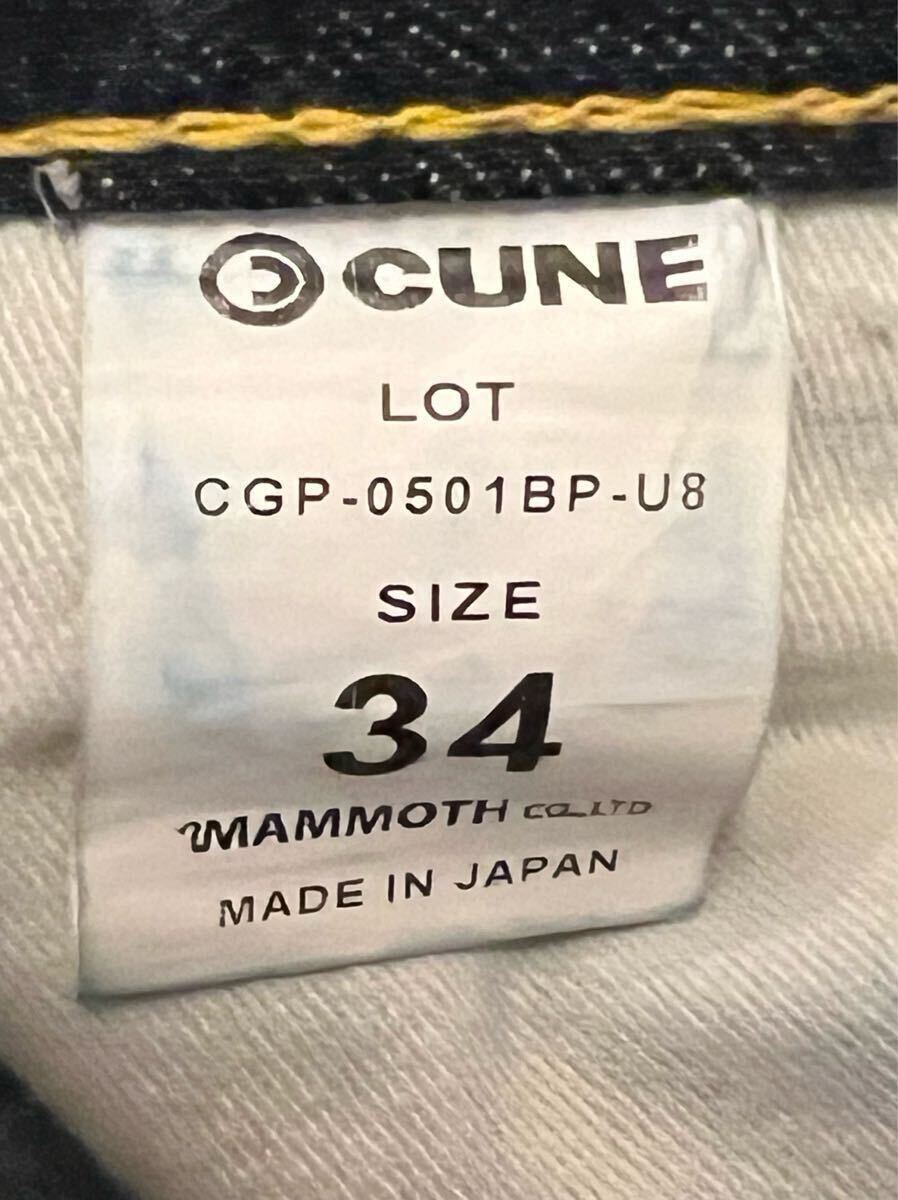 CUNE
LOT
CGP-0501BP-U8
SIZE
34
MAMMOTH CO.,LTD
MADE IN JAPAN